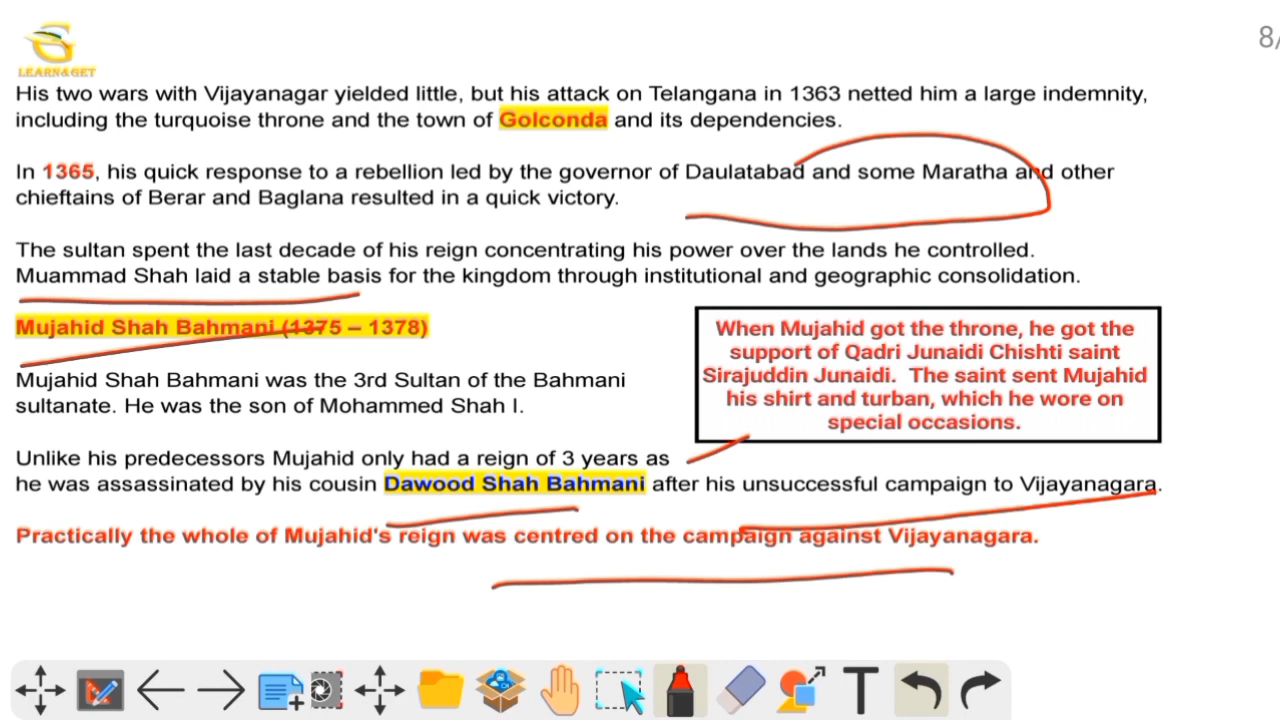 8/
LEARN&GET
His two wars with Vijayanagar yielded little, but his attack on Telangana in 1363 netted him a large indemnity,
including the turquoise throne and the town of Golconda and its dependencies.
In 1365, his quick response to a rebellion led by the governor of Daulatabad and some Maratha and other
chieftains of Berar and Baglana resulted in a quick victory.
The sultan spent the last decade of his reign concentrating his power over the lands he controlled.
Muammad Shah laid a stable basis for the kingdom through institutional and geographic consolidation.
Mujahid Shah Bahmani (1375 – 1378)
Mujahid Shah Bahmani was the 3rd Sultan of the Bahmani
sultanate. He was the son of Mohammed Shah I.
When Mujahid got the throne, he got the
support of Qadri Junaidi Chishti saint
Sirajuddin Junaidi. The saint sent Mujahid
his shirt and turban, which he wore on
special occasions.
Unlike his predecessors Mujahid only had a reign of 3 years as
he was assassinated by his cousin Dawood Shah Bahmani after his unsuccessful campaign to Vijayanagara.
Practically the whole of Mujahid's reign was centred on the campaign against Vijayanagara.